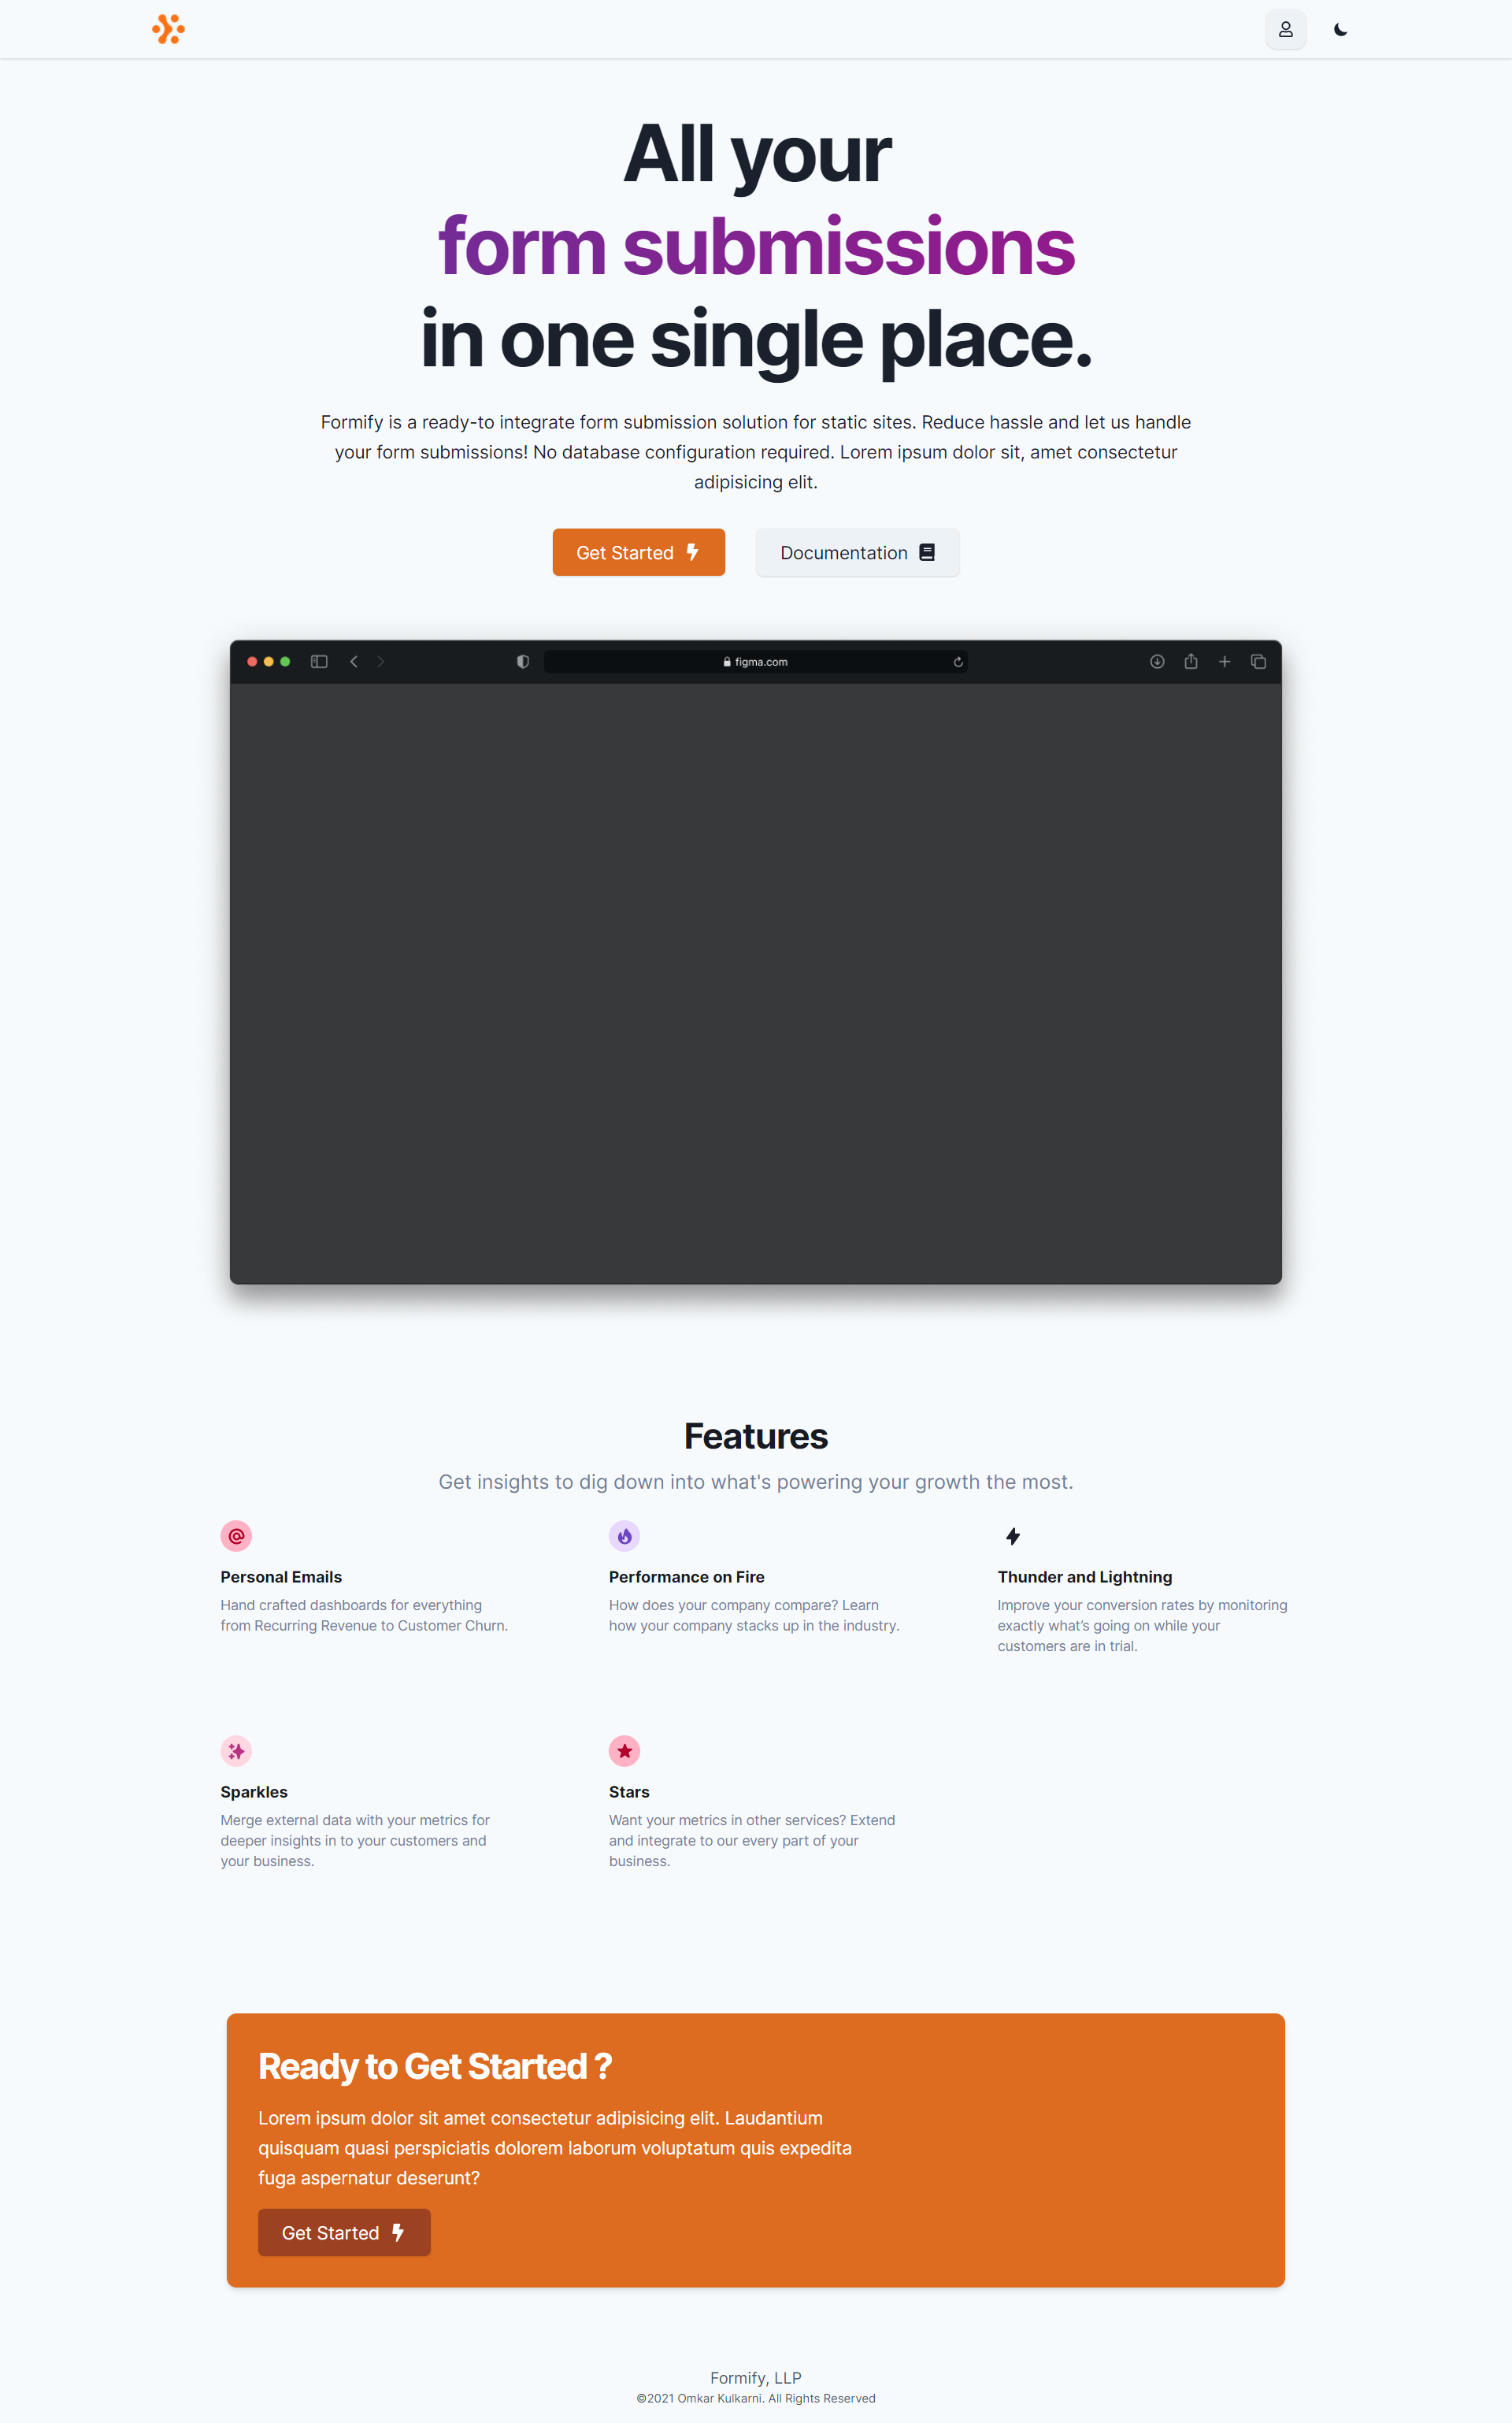 All your
form submissions
in one single place.
Formify is a ready-to integrate form submission solution for static sites. Reduce hassle and let us handle
your form submissions! No database configuration required. Lorem ipsum dolor sit, amet consectetur
adipisicing elit.
Get Started
Documentation
figma.com
Features
Get insights to dig down into what's powering your growth the most.
Personal Emails
Hand crafted dashboards for everything
from Recurring Revenue to Customer Churn.
Performance on Fire
How does your company compare? Learn
how your company stacks up in the industry.
Thunder and Lightning
Improve your conversion rates by monitoring
exactly what’s going on while your
customers are in trial.
Sparkles
Merge external data with your metrics for
deeper insights in to your customers and
your business.
Stars
Want your metrics in other services? Extend
and integrate to our every part of your
business.
Ready to Get Started ?
Lorem ipsum dolor sit amet consectetur adipisicing elit. Laudantium
quisquam quasi perspiciatis dolorem laborum voluptatum quis expedita
fuga aspernatur deserunt?
Get Started
Formify, LLP
©2021 Omkar Kulkarni. All Rights Reserved